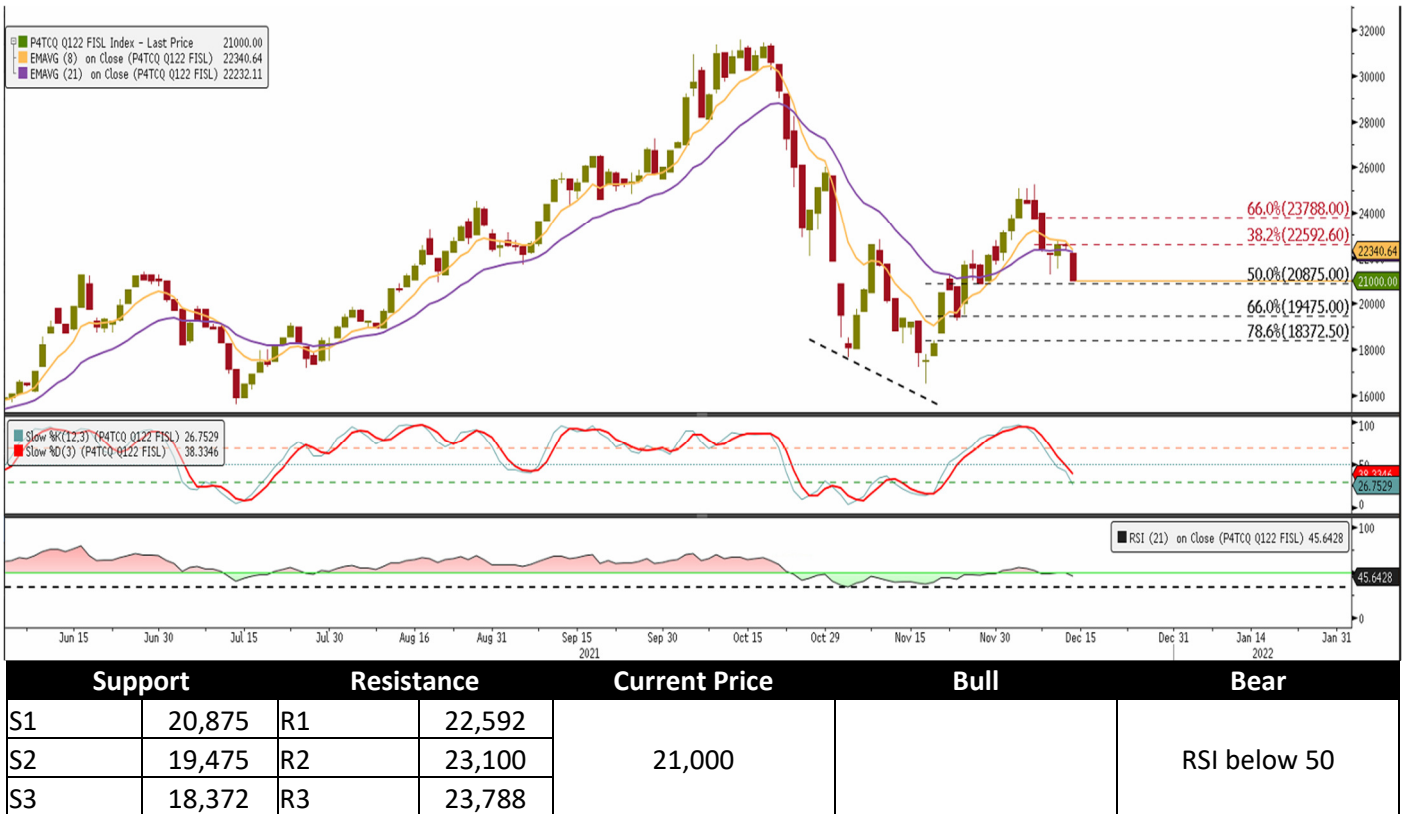 P4TCQ Q122 FISL Index - Last Price 21000.00
EMAVG (8) on Close (P4TCQ Q122 FISL) 22340.64
EMAVG (21) on Close (P4TCQ Q122 FISL) 22232.11
32000
30000
28000
26000
24000
66.0%(23788.00)
38.2%(22592.60)
22340.64
50.0%(20875.00)
21000.00
20000
66.0%(19475.00)
78.6%(18372.50)
18000
16000
Slow %K(12,3) (P4TCQ Q122 FISL) 26.7529
Slow %D(3) (P4TCQ Q122 FISL) 38.3346
100
50
38.3346
26.7529
0
RSI (21) on Close (P4TCQ Q122 FISL) 45.6428
100
45.6428
0
Jun 15 Jun 30 Jul 15 Jul 30 Aug 16 Aug 31 Sep 15 Sep 30 Oct 15 Oct 29 Nov 15 Nov 30 Dec 15 Dec 31 Jan 14 Jan 31
2021 2022
Support Resistance Current Price Bull Bear
S1 20,875 R1 22,592
S2 19,475 R2 23,100 21,000 RSI below 50
S3 18,372 R3 23,788